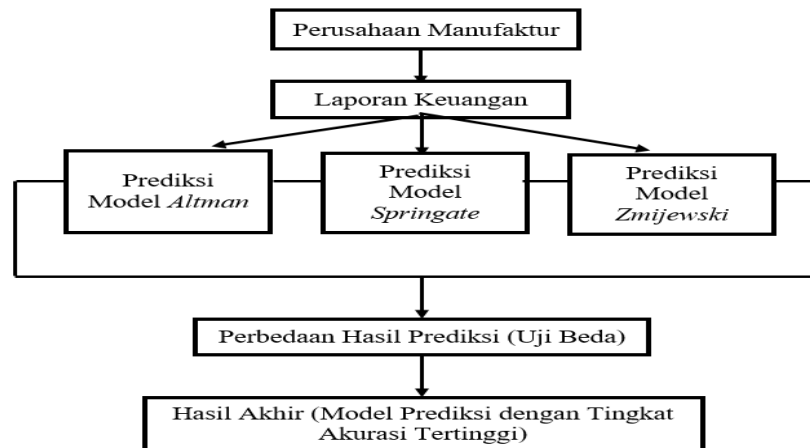 Perusahaan Manufaktur
Laporan Keuangan
Prediksi
Model Altman
Prediksi
Model
Springate
Prediksi
Model
Zmijewski
Perbedaan Hasil Prediksi (Uji Beda)
Hasil Akhir (Model Prediksi dengan Tingkat
Akurasi Tertinggi)